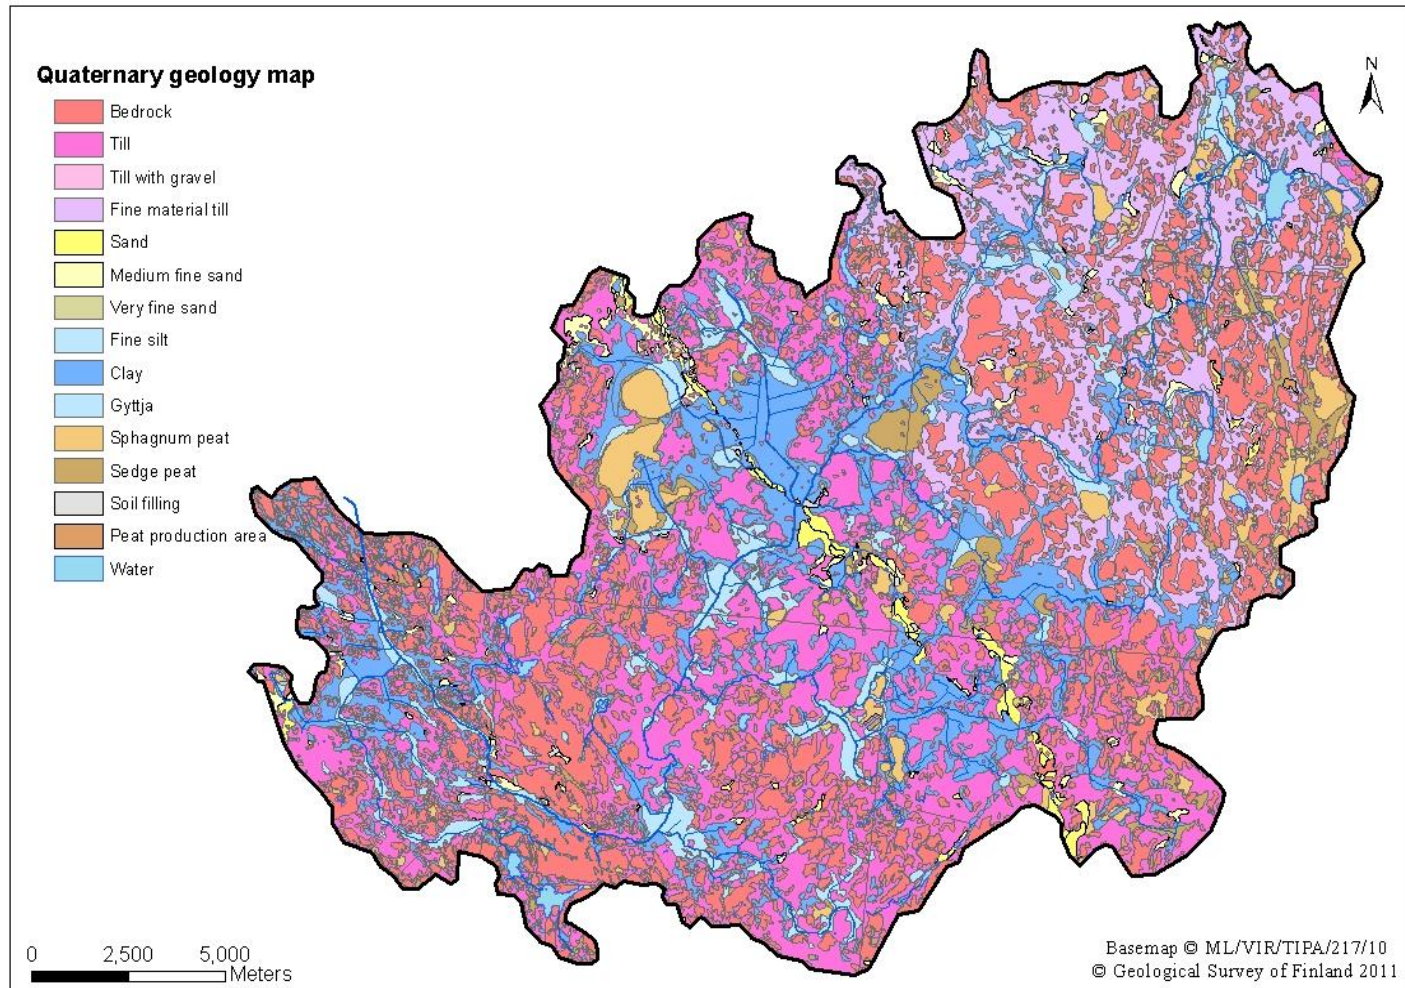 Quaternary geology map
Bedrock
Till
Till with gravel
Fine material till
Sand
Medium fine sand
Very fine sand
Fine silt
Clay
Gyttja
Sphagnum peat
Sedge peat
Soil filling
Peat production area
Water
N
0 2,500 5,000
Meters
Basemap © ML/VIR/TIPA/217/10
© Geological Survey of Finland 2011